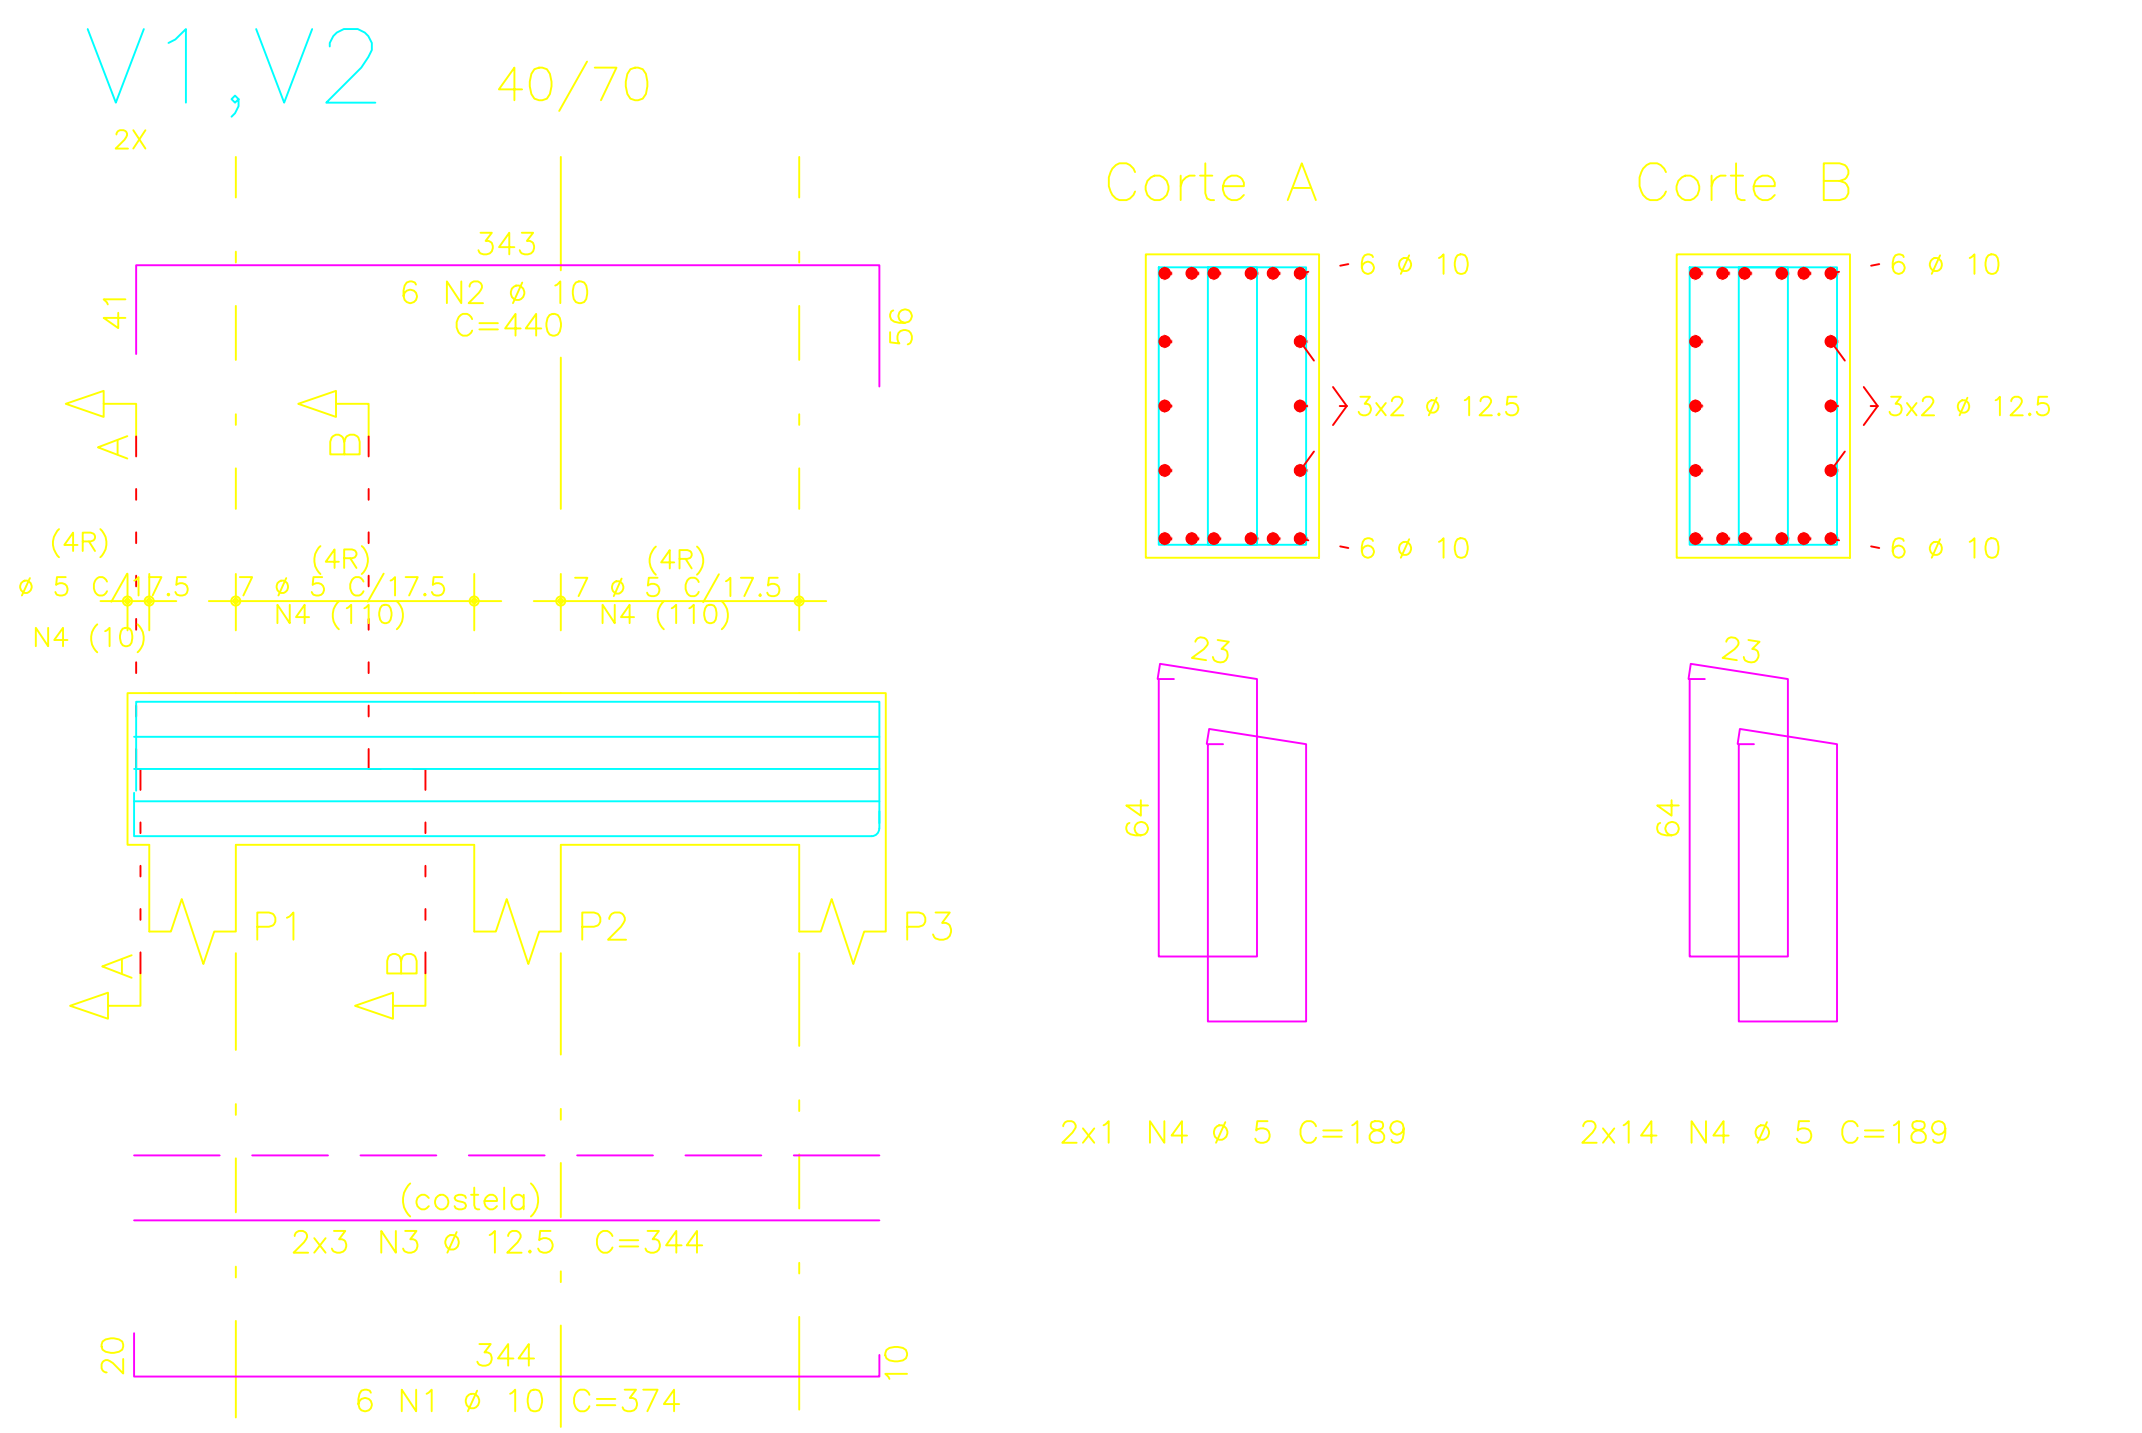 V1,V2
40/70
2X
Corte A
Corte B
343
6 N2 ø 10
C=440
41
56
6 ø 10
3x2 ø 12.5
6 ø 10
6 ø 10
3x2 ø 12.5
6 ø 10
A
B
(4R)
ø 5 C/17.5
N4 (10)
(4R)
7 ø 5 C/17.5
N4 (110)
(4R)
7 ø 5 C/17.5
N4 (110)
23
64
23
64
P1
P2
P3
A
B
2x1 N4 ø 5 C=189
2x14 N4 ø 5 C=189
(costela)
2x3 N3 ø 12.5 C=344
20
344
10
6 N1 ø 10 C=374